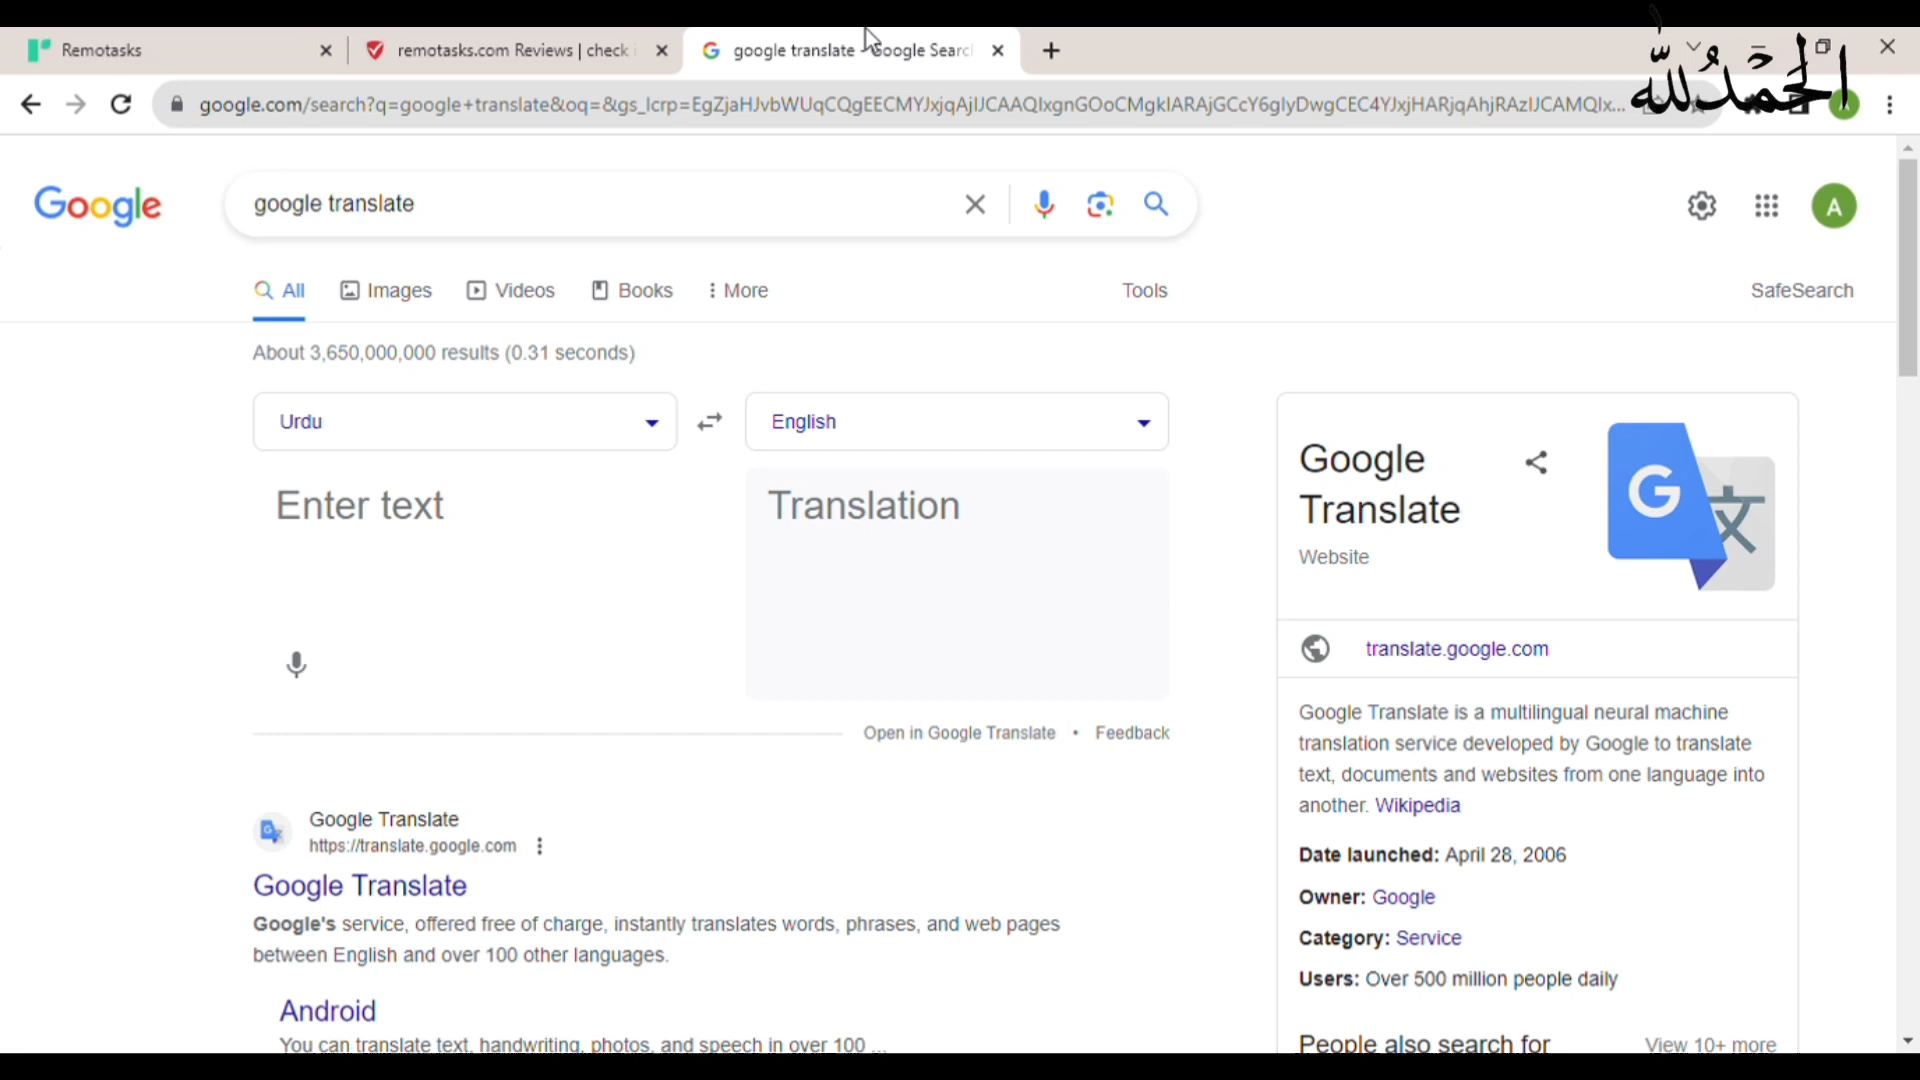 الحمد لله
Remotasks
remotasks.com Reviews | check
google translate - Google Search
google.com/search?q=google+translate&oq=&gs_lcrp=
Google
google translate
A
All
Images
Videos
Books
More
Tools
SafeSearch
About 3,650,000,000 results (0.31 seconds)
Urdu
English
Enter text
Translation
Open in Google Translate • Feedback
Google Translate
https://translate.google.com
Google Translate
Google's service, offered free of charge, instantly translates words, phrases, and web pages
between English and over 100 other languages.
Android
You can translate text, handwriting, photos, and speech in over 100 ...
Google
Translate
Website
G
文
translate.google.com
Google Translate is a multilingual neural machine
translation service developed by Google to translate
text, documents and websites from one language into
another. Wikipedia
Date launched: April 28, 2006
Owner: Google
Category: Service
Users: Over 500 million people daily
People also search for
View 10+ more